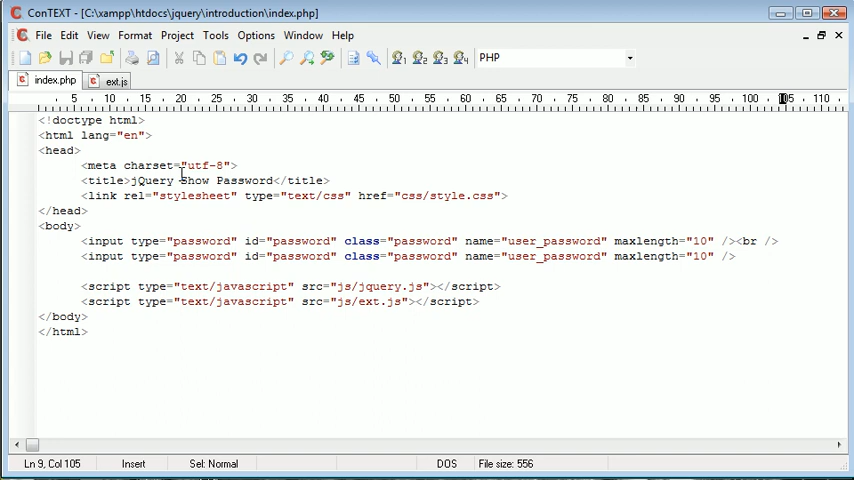 ConTEXT - [C:\xampp\htdocs\jquery\introduction\index.php]
File Edit View Format Project Tools Options Window Help
PHP
index.php ext.js
5 10 15 20 25 30 35 40 45 50 55 60 65 70 75 80 85 90 95 100 105 110
<!doctype html>
<html lang="en">
<head>
<meta charset="utf-8">
<title>jQuery Show Password</title>
<link rel="stylesheet" type="text/css" href="css/style.css">
</head>
<body>
<input type="password" id="password" class="password" name="user_password" maxlength="10" /><br />
<input type="password" id="password" class="password" name="user_password" maxlength="10" />
<script type="text/javascript" src="js/jquery.js"></script>
<script type="text/javascript" src="js/ext.js"></script>
</body>
</html>
Ln 9, Col 105 Insert Sel: Normal DOS File size: 556